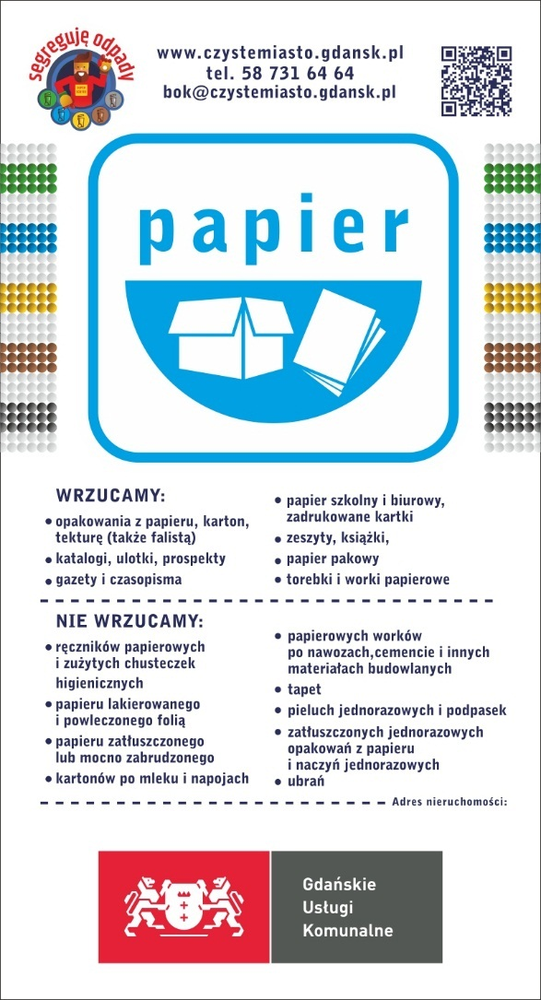 segreguję odpady
www.czystemiasto.gdansk.pl
tel. 58 731 64 64
bok@czystemiasto.gdansk.pl
papier
WRZUCAMY:
• opakowania z papieru, karton,
tekturę (także falistą)
• katalogi, ulotki, prospekty
• gazety i czasopisma
• papier szkolny i biurowy,
zadrukowane kartki
• zeszyty, książki,
• papier pakowy
• torebki i worki papierowe
NIE WRZUCAMY:
• ręczników papierowych
i zużytych chusteczek
higienicznych
• papieru lakierowanego
i powleczonego folią
• papieru zatłuszczonego
lub mocno zabrudzonego
• kartonów po mleku i napojach
• papierowych worków
po nawozach,cemencie i innych
materiałach budowlanych
• tapet
• pieluch jednorazowych i podpasek
• zatłuszczonych jednorazowych
opakowań z papieru
i naczyń jednorazowych
• ubrań
Adres nieruchomości:
Gdańskie
Usługi
Komunalne